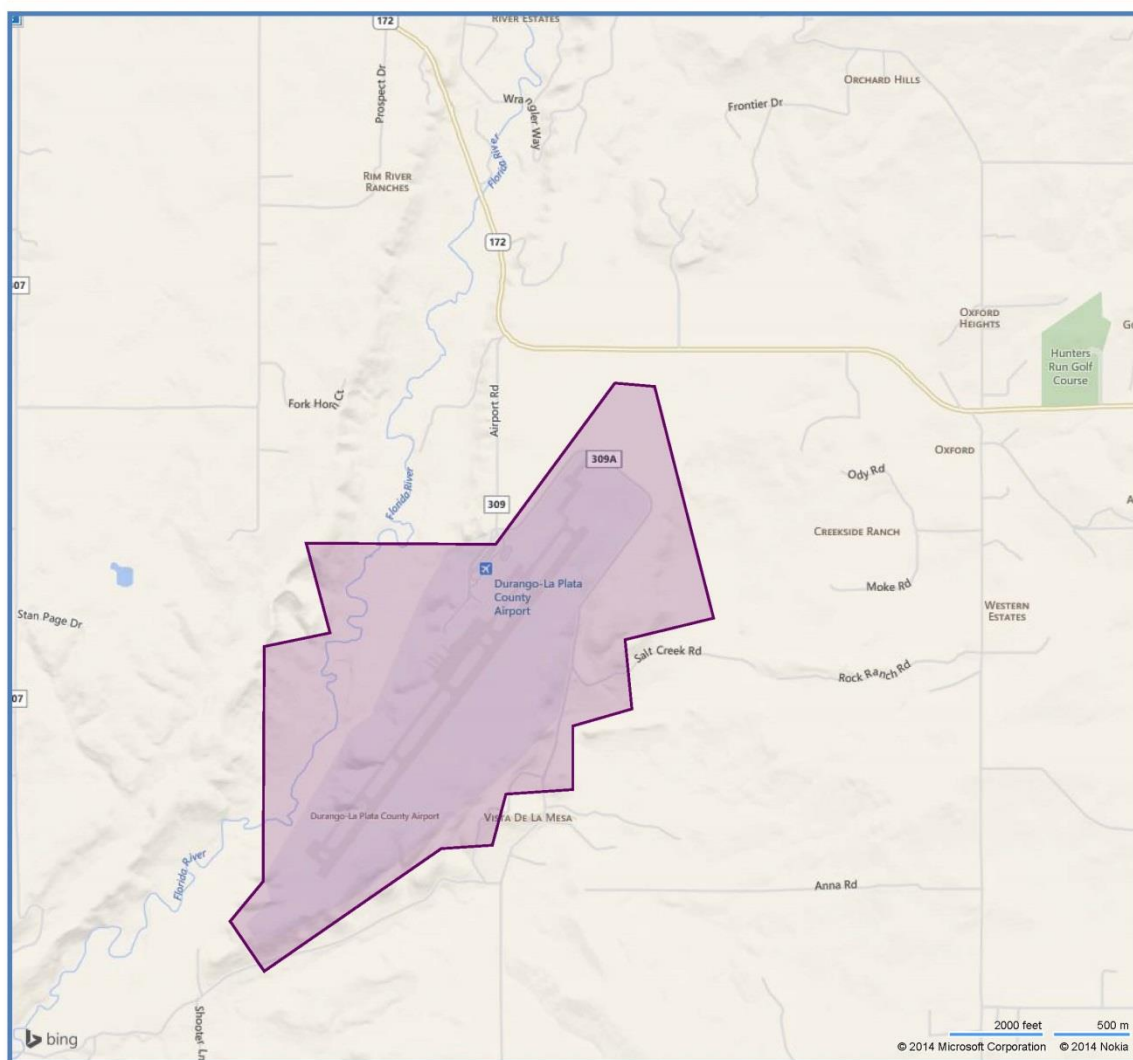 RIVER ESTATES
172
Prospect Dr
Wrangler Way
Florida River
ORCHARD HILLS
Frontier Dr
RIM RIVER
RANCHES
172
07
OXFORD
HEIGHTS
Hunters
Run Golf
Course
Airport Rd
Fork Horn Ct
309A
OXFORD
Florida River
Ody Rd
309
CREEKSIDE RANCH
Durango-La Plata
County
Airport
Moke Rd
WESTERN
ESTATES
Stan Page Dr
Salt Creek Rd
Rock Ranch Rd
07
Durango-La Plata County Airport
VISTA DE LA MESA
Florida River
Anna Rd
Shooter Ln
bing
2000 feet
500 m
© 2014 Microsoft Corporation
© 2014 Nokia